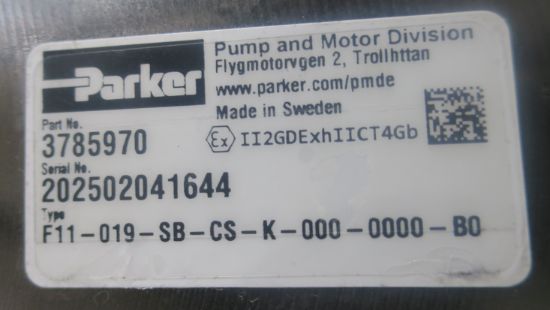 Parker
Pump and Motor Division
Flygmotorvgen 2, Trollhttan
www.parker.com/pmde
Made in Sweden
Part No.
3785970
Ex II2GDExhIICT4Gb
Serial No.
202502041644
Type
F11-019-SB-CS-K-000-0000-B0